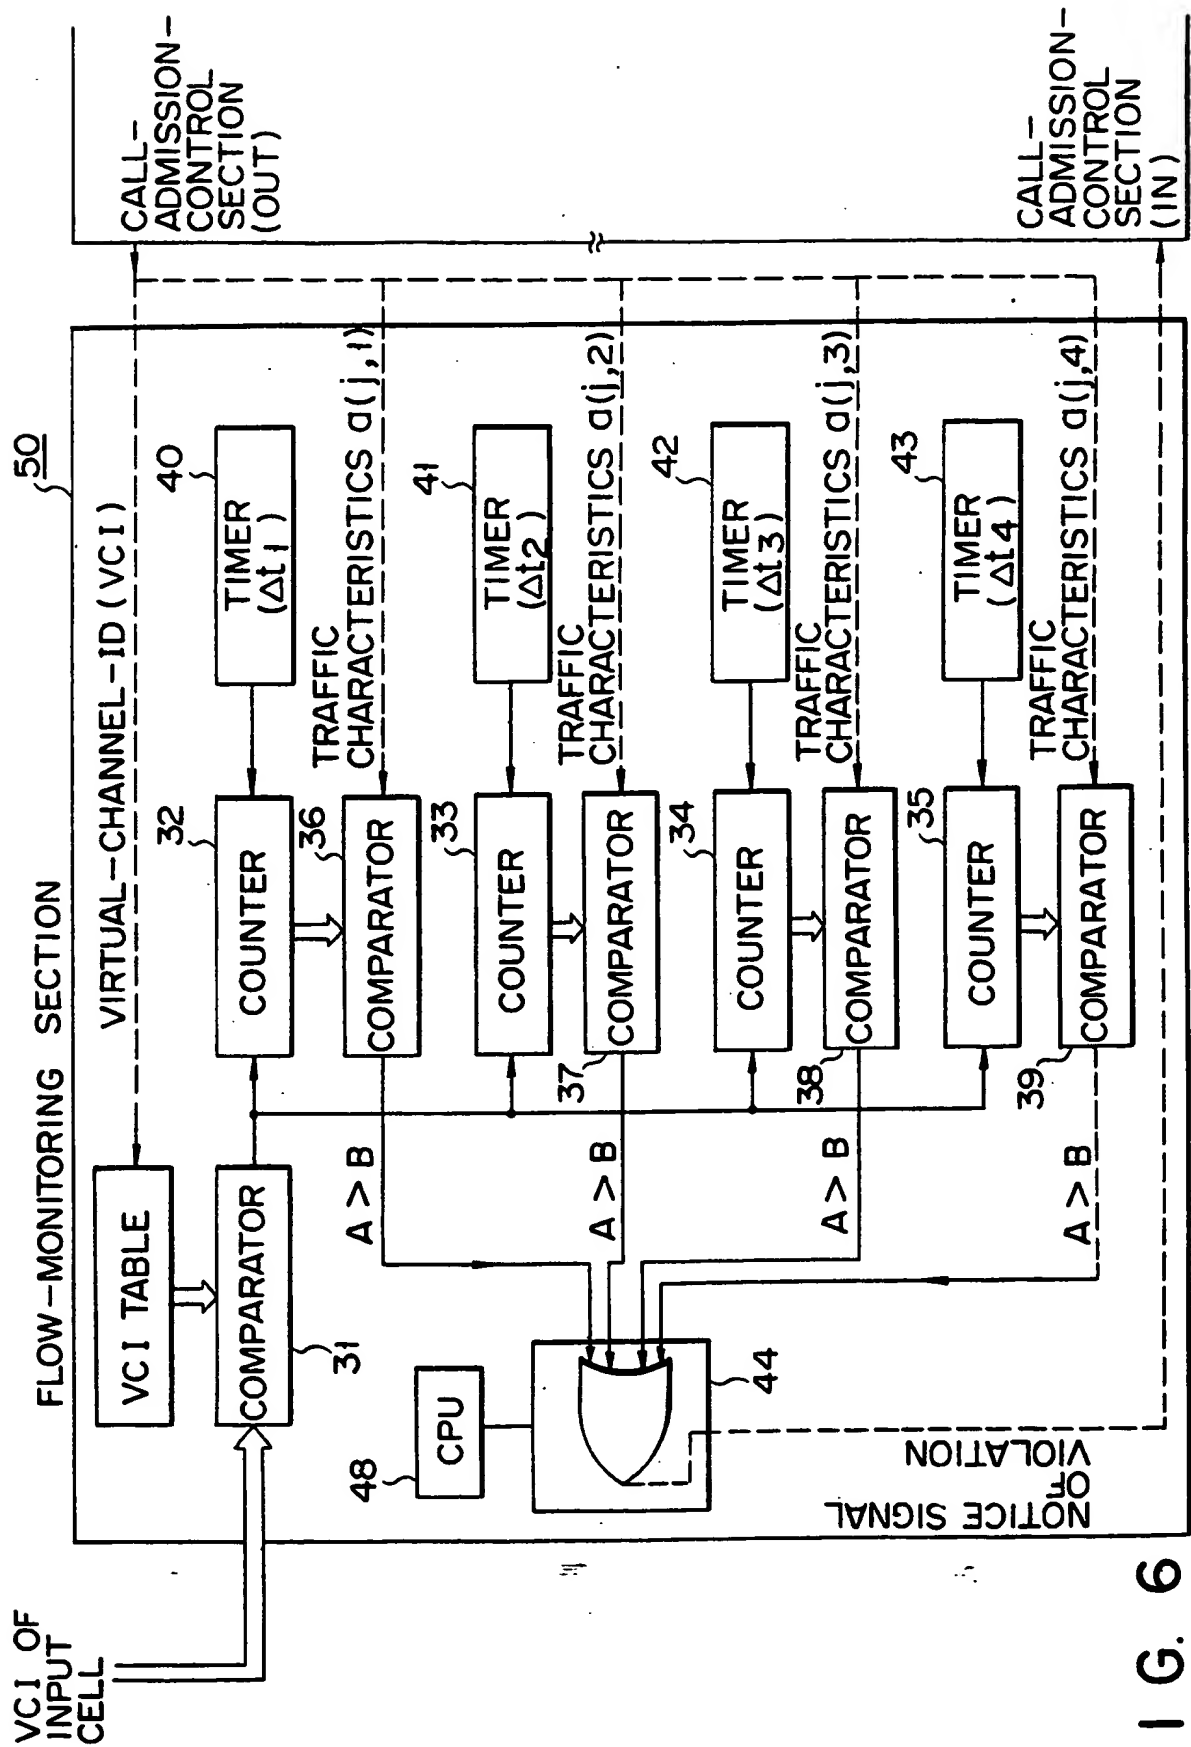 VCI OF
INPUT
CELL
FLOW-MONITORING SECTION
50
VIRTUAL-CHANNEL-ID (VCI)
CALL-
ADMISSION-
CONTROL
SECTION
(OUT)
VCI TABLE
COMPARATOR
31
32
COUNTER
40
TIMER
(Δt1)
36
COMPARATOR
TRAFFIC
CHARACTERISTICS a(j,1)
A > B
33
COUNTER
41
TIMER
(Δt2)
37
COMPARATOR
TRAFFIC
CHARACTERISTICS a(j,2)
A > B
34
COUNTER
42
TIMER
(Δt3)
38
COMPARATOR
TRAFFIC
CHARACTERISTICS a(j,3)
A > B
35
COUNTER
43
TIMER
(Δt4)
39
COMPARATOR
TRAFFIC
CHARACTERISTICS a(j,4)
A > B
48
CPU
44
NOTICE SIGNAL
OF
VIOLATION
CALL-
ADMISSION-
CONTROL
SECTION
(IN)
I G. 6